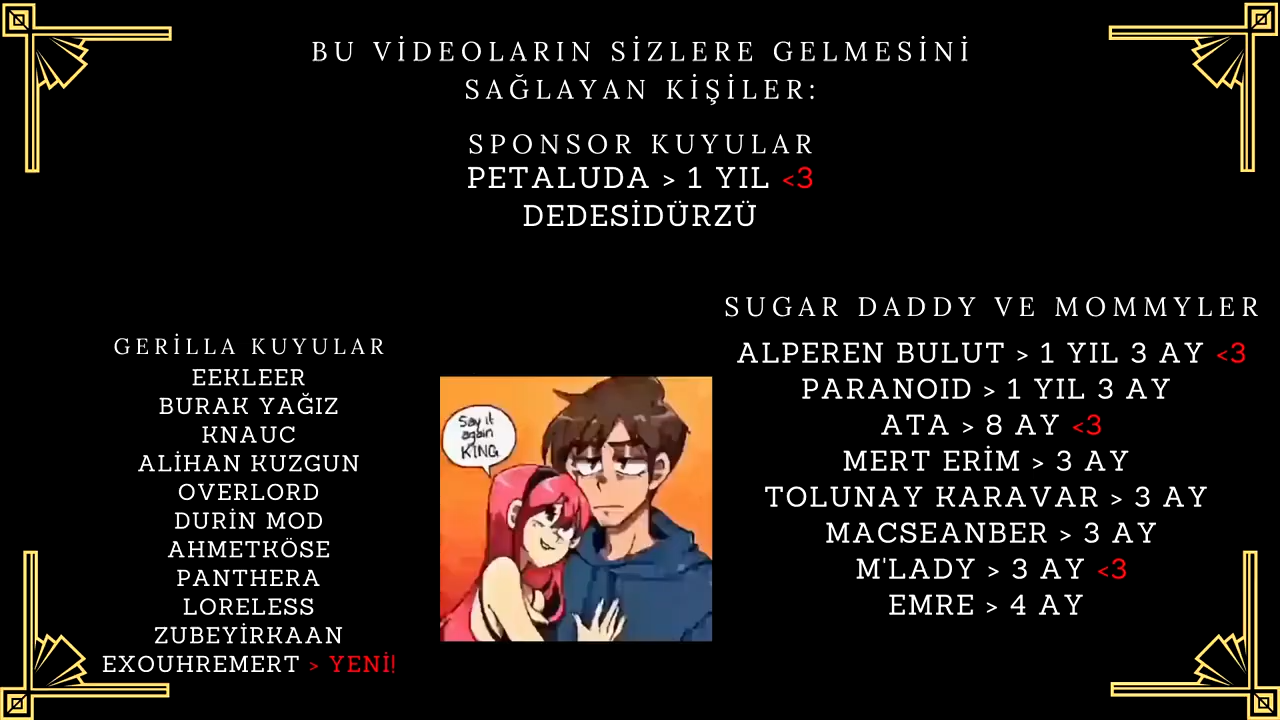 BU VİDEOLARIN SİZLERE GELMESİNİ
SAĞLAYAN KİŞİLER:
SPONSOR KUYULAR
PETALUDA > 1 YIL <3
DEDESİDÜRZÜ
GERİLLA KUYULAR
EEKLEER
BURAK YAĞIZ
KNAUC
ALİHAN KUZGUN
OVERLORD
DURİN MOD
AHMETKÖSE
PANTHERA
LORELESS
ZUBEYİRKAAN
EXOUHREMERT > YENİ!
Say it
again
KING
SUGAR DADDY VE MOMMYLER
ALPEREN BULUT > 1 YIL 3 AY <3
PARANOID > 1 YIL 3 AY
ATA > 8 AY <3
MERT ERİM > 3 AY
TOLUNAY KARAVAR > 3 AY
MACSEANBER > 3 AY
M'LADY > 3 AY <3
EMRE > 4 AY